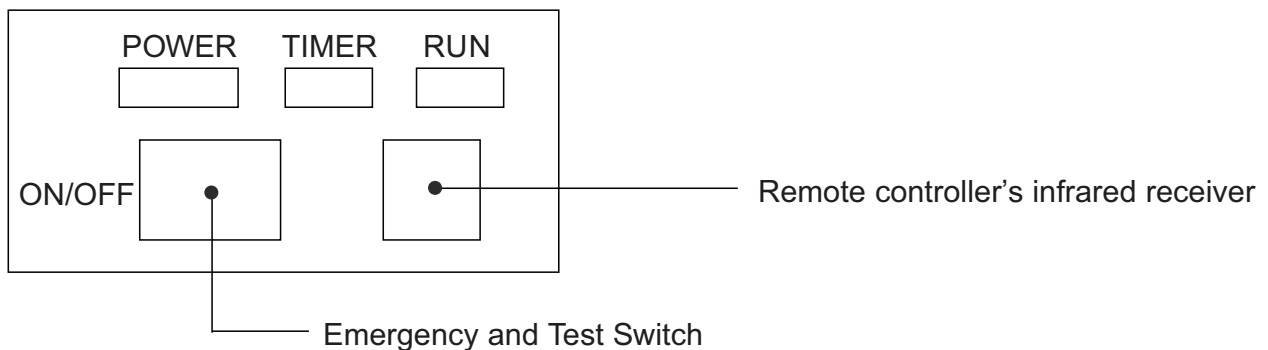 POWER TIMER RUN
ON/OFF
Remote controller’s infrared receiver
Emergency and Test Switch